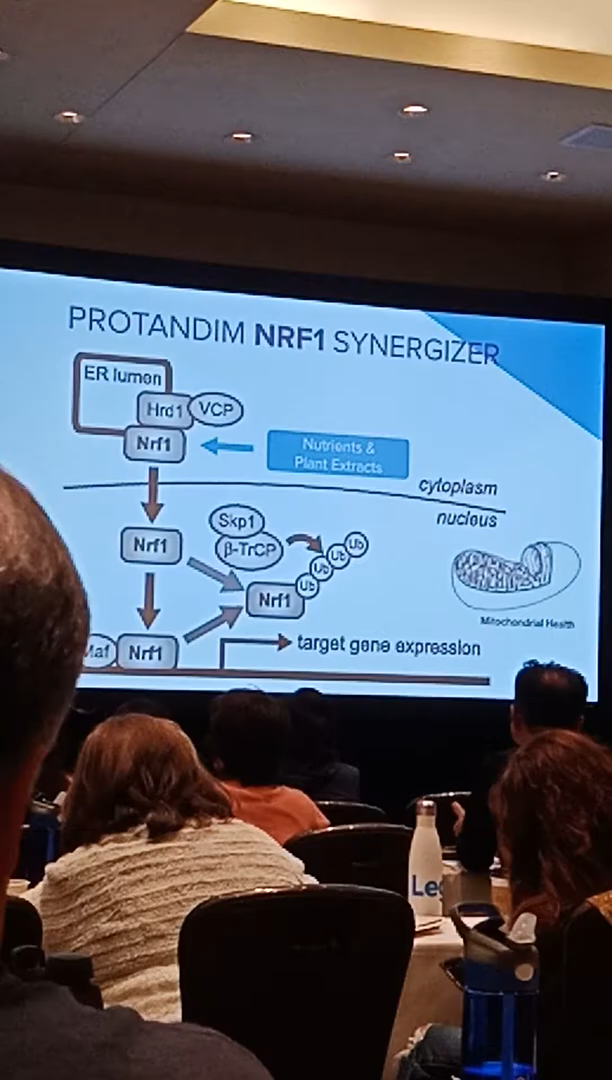 PROTANDIM NRF1 SYNERGIZER
ER lumen
Hrd1
VCP
Nrf1
Nutrients &
Plant Extracts
cytoplasm
nucleus
Nrf1
Skp1
β-TrCP
Ub
Ub
Ub
Ub
Nrf1
Mitochondrial Health
Maf
Nrf1
target gene expression